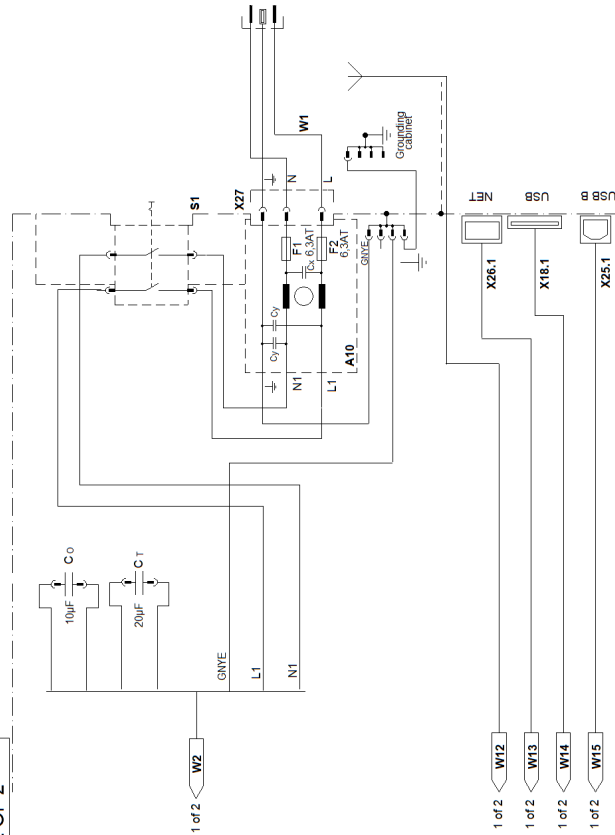 OF 2
W1
N
L
Grounding
cabinet
S1
X27
F1
6,3AT
F2
6,3AT
Cx
Cy
Cy
GNYE
N1
L1
A10
NET
USB
USB B
X26.1
X18.1
X25.1
C O
10µF
C T
20µF
GNYE
L1
N1
W2
1 of 2
W12
1 of 2
W13
1 of 2
W14
1 of 2
W15
1 of 2